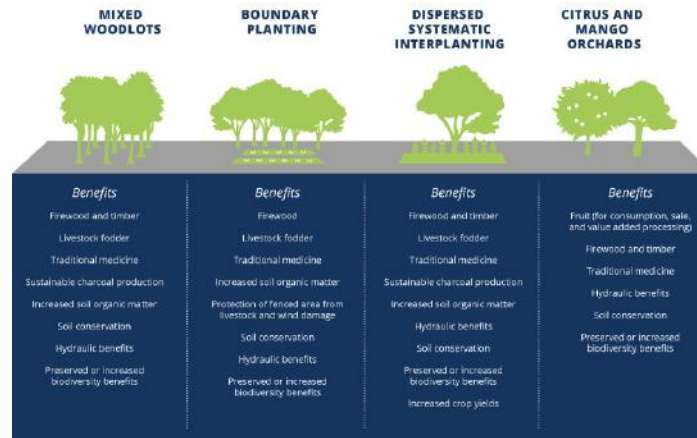 MIXED
WOODLOTS
BOUNDARY
PLANTING
DISPERSED
SYSTEMATIC
INTERPLANTING
CITRUS AND
MANGO
ORCHARDS
Benefits
Firewood and timber
Livestock fodder
Traditional medicine
Sustainable charcoal production
Increased soil organic matter
Soil conservation
Hydraulic benefits
Preserved or increased
biodiversity benefits
Benefits
Firewood
Livestock fodder
Traditional medicine
Increased soil organic matter
Protection of fenced area from
livestock and wind damage
Soil conservation
Hydraulic benefits
Preserved or increased
biodiversity benefits
Benefits
Firewood and timber
Livestock fodder
Traditional medicine
Sustainable charcoal production
Increased soil organic matter
Hydraulic benefits
Soil conservation
Preserved or increased
biodiversity benefits
Increased crop yields
Benefits
Fruit (for consumption, sale,
and value added processing)
Firewood and timber
Traditional medicine
Hydraulic benefits
Soil conservation
Preserved or increased
biodiversity benefits